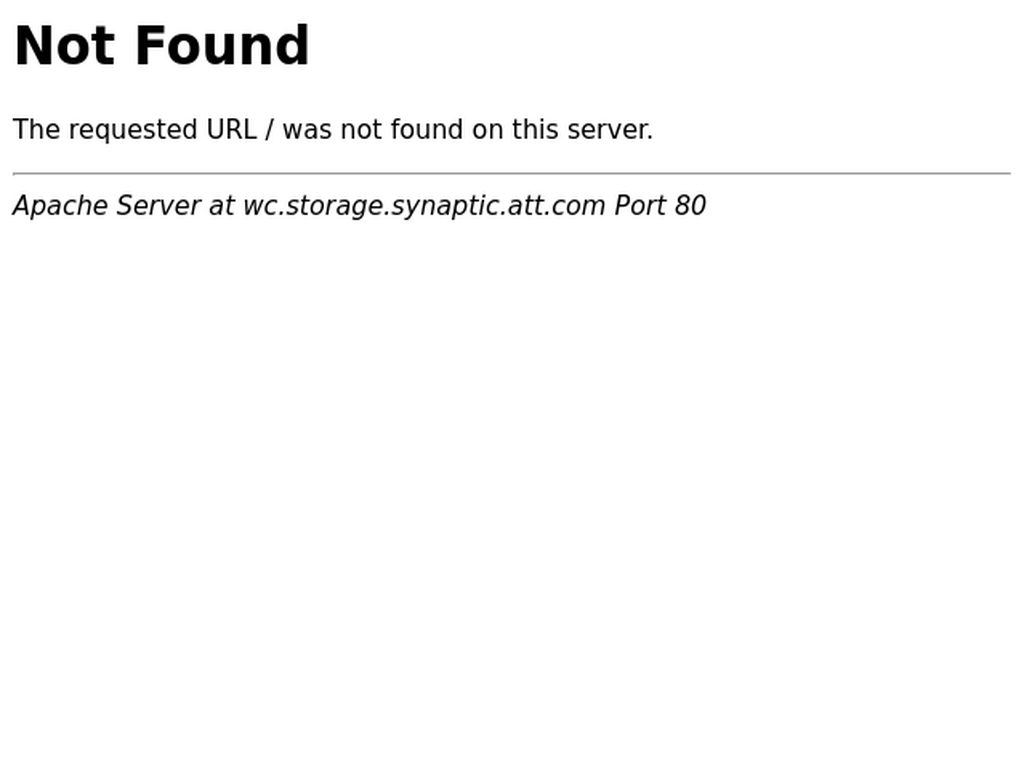 Not Found
The requested URL / was not found on this server.
Apache Server at wc.storage.synaptic.att.com Port 80